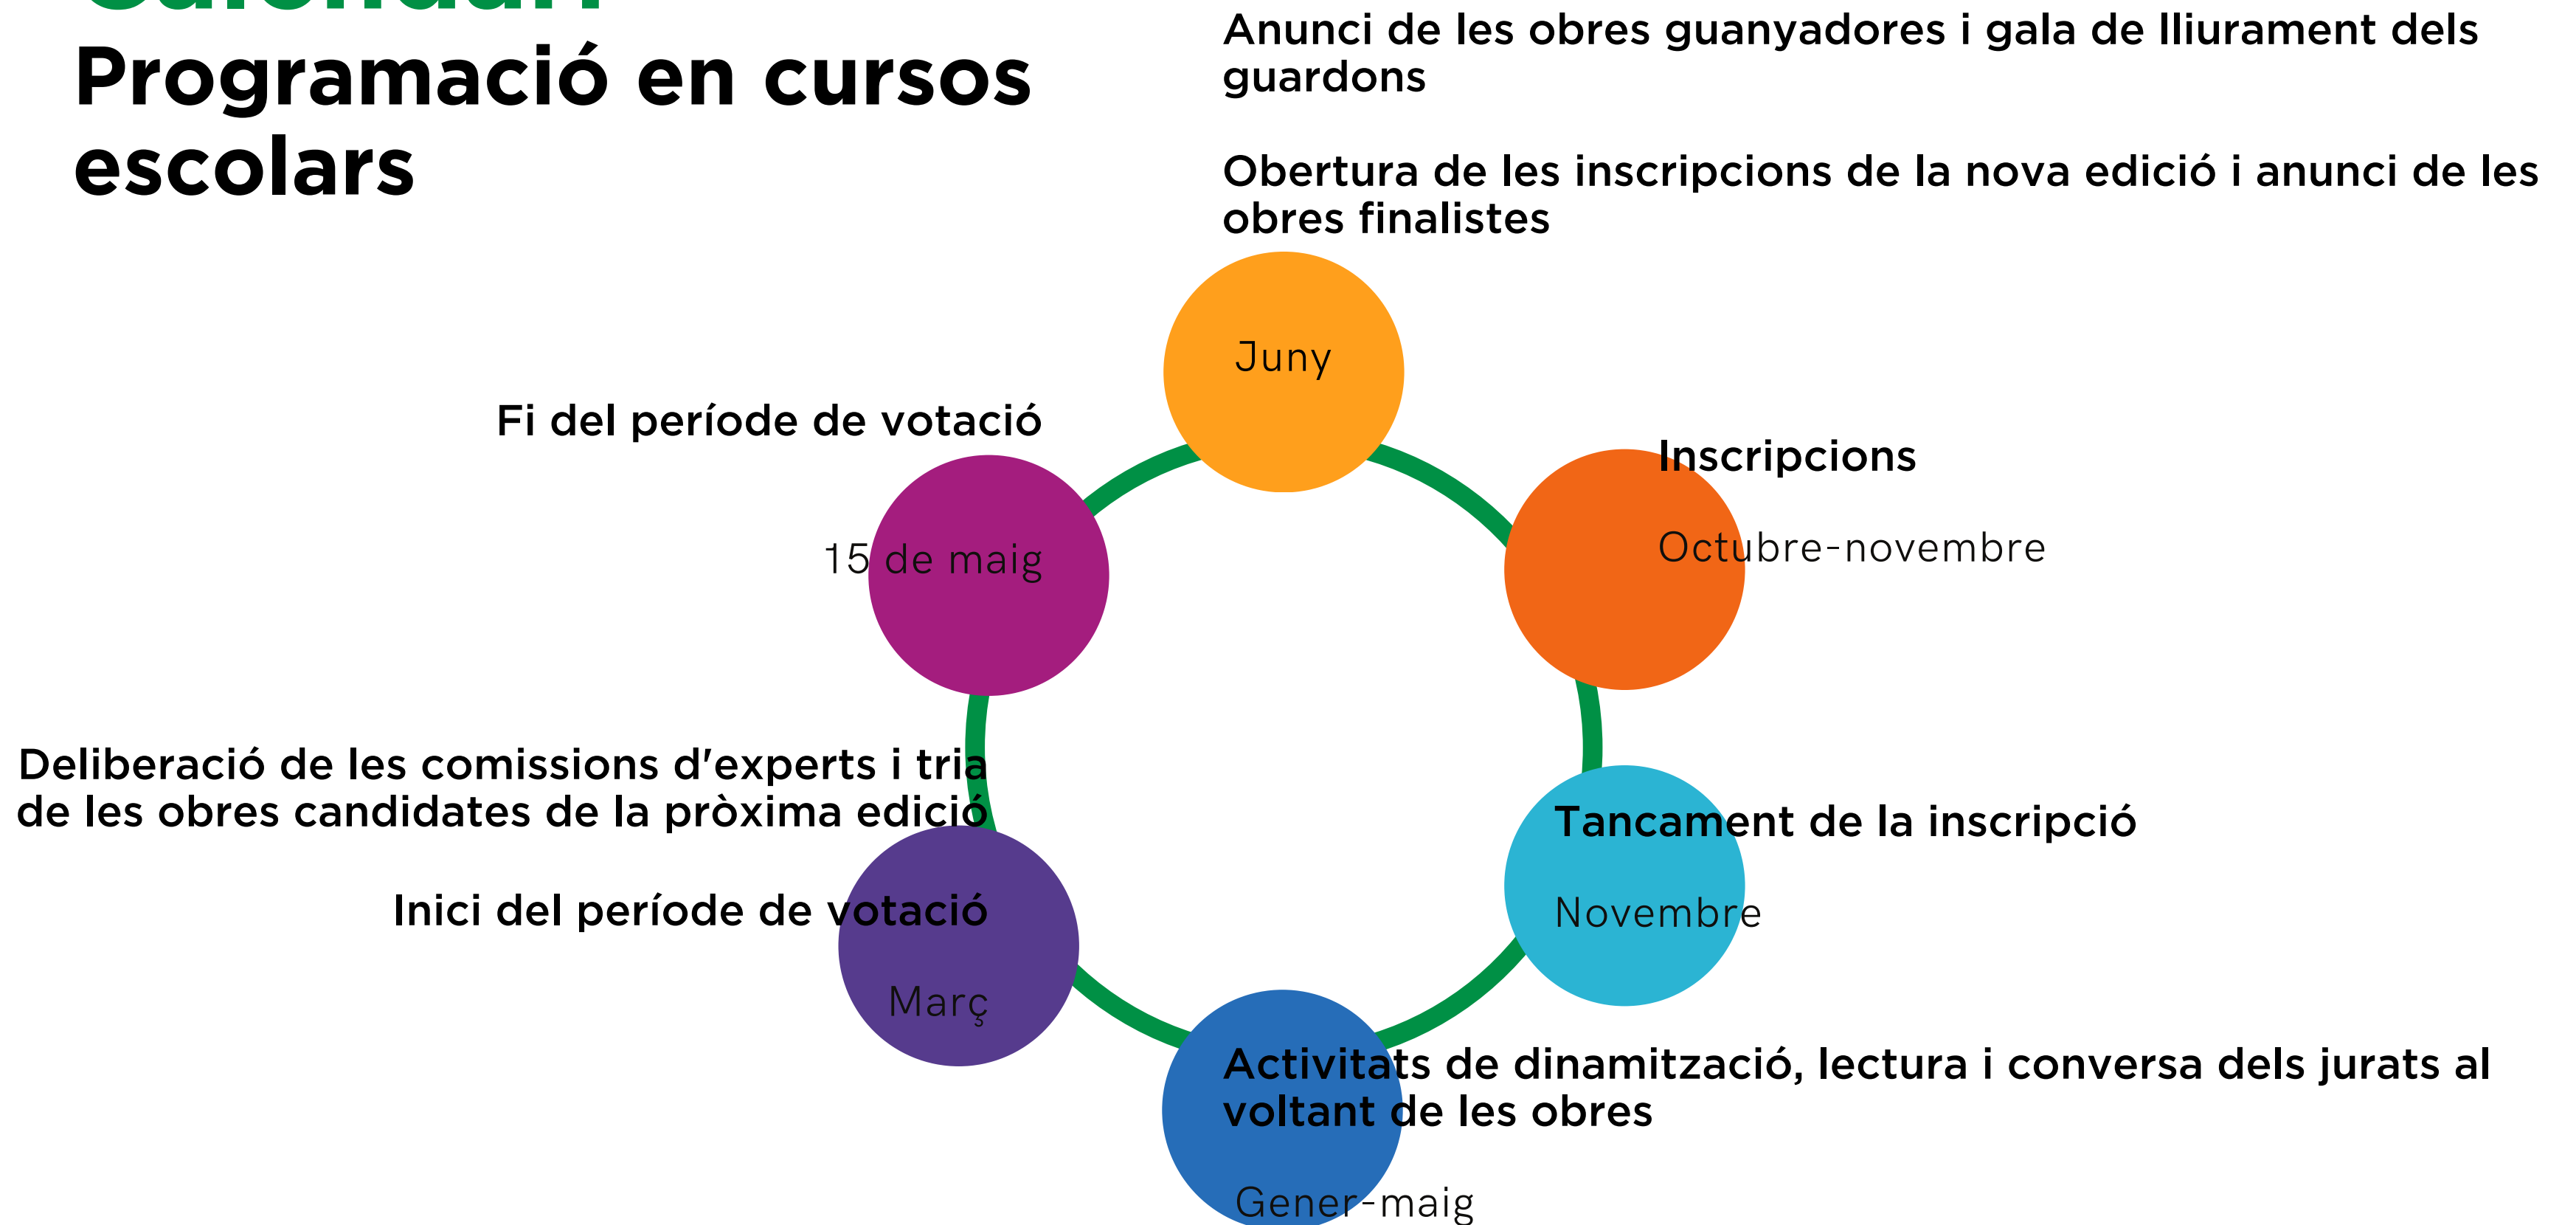 Calendari
Programació en cursos
escolars
Anunci de les obres guanyadores i gala de lliurament dels
guardons
Obertura de les inscripcions de la nova edició i anunci de les
obres finalistes
Juny
Inscripcions
Octubre-novembre
Tancament de la inscripció
Novembre
Activitats de dinamització, lectura i conversa dels jurats al
voltant de les obres
Gener-maig
Deliberació de les comissions d'experts i tria
de les obres candidates de la pròxima edició
Inici del període de votació
Març
Fi del període de votació
15 de maig